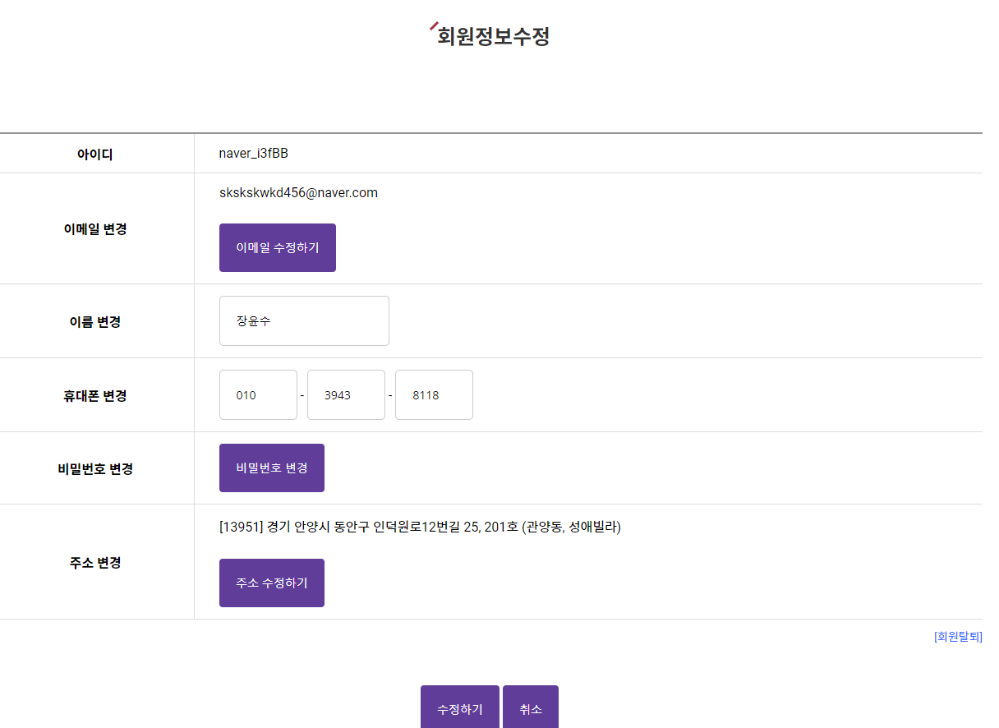 회원정보수정
아이디
naver_i3fBB
이메일 변경
skskskwkd456@naver.com
이메일 수정하기
이름 변경
장윤수
휴대폰 변경
010 - 3943 - 8118
비밀번호 변경
비밀번호 변경
주소 변경
[13951] 경기 안양시 동안구 인덕원로12번길 25, 201호 (관양동, 성애빌라)
주소 수정하기
[회원탈퇴]
수정하기 취소